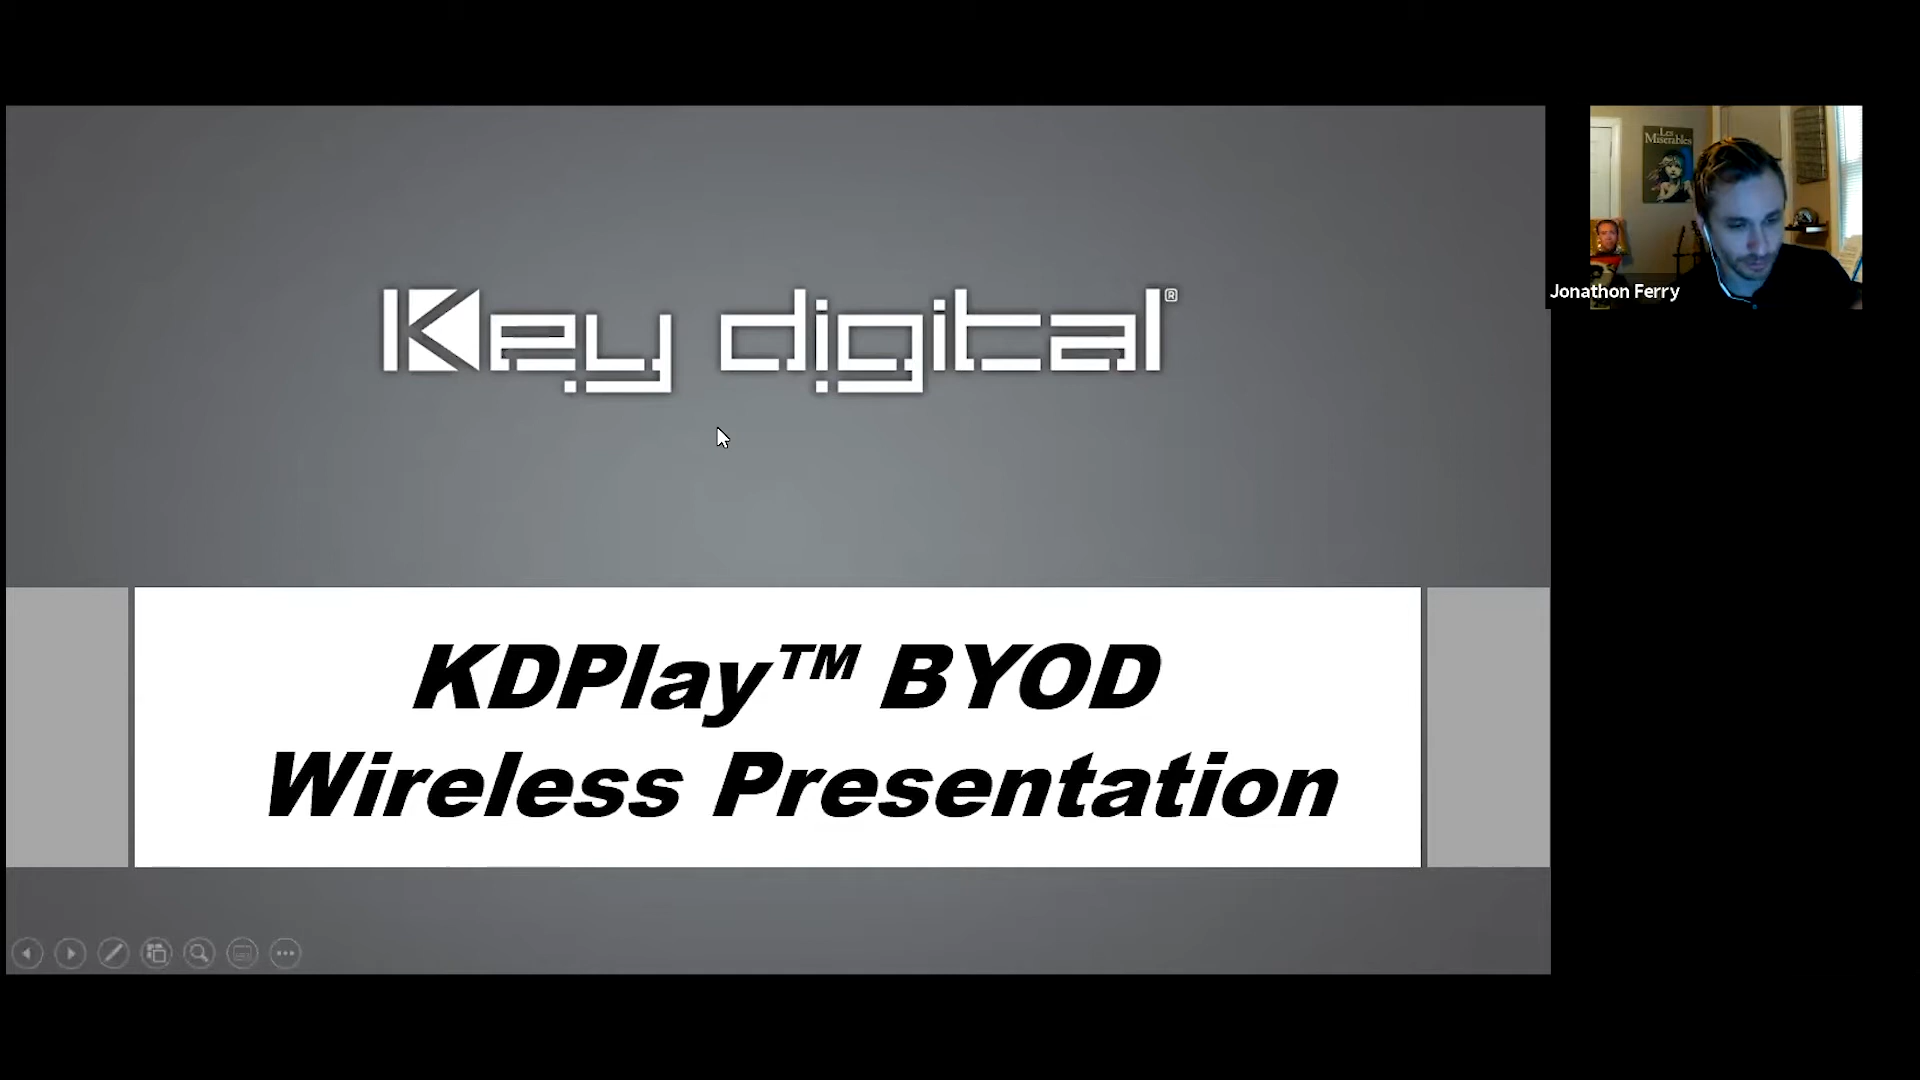 Key digital®
KDPlay™ BYOD
Wireless Presentation
Les
Misérables
Jonathon Ferry